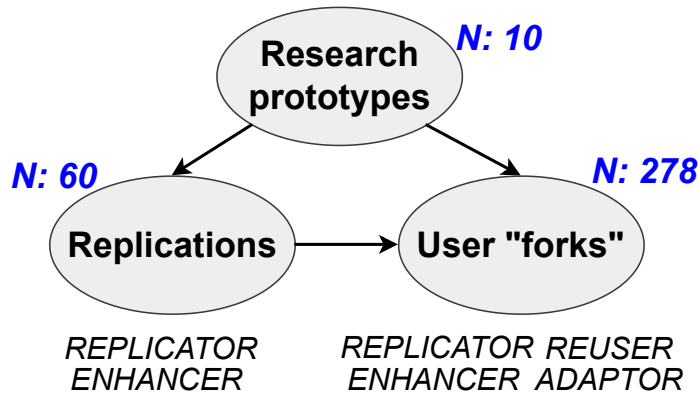 Research
prototypes
N: 10
N: 60
Replications
N: 278
User "forks"
REPLICATOR
ENHANCER
REPLICATOR REUSER
ENHANCER ADAPTOR